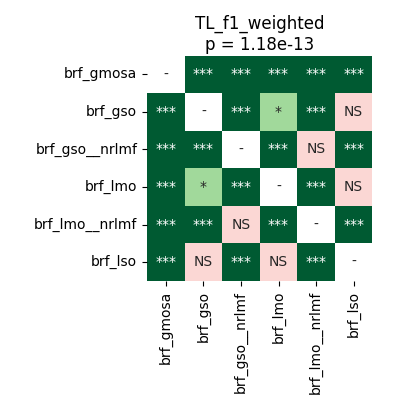 TL_f1_weighted
p = 1.18e-13
brf_gmosa - *** *** *** *** ***
brf_gso *** - *** * *** NS
brf_gso__nrlmf *** *** - *** NS ***
brf_lmo *** * *** - *** NS
brf_lmo__nrlmf *** *** NS *** - ***
brf_lso *** NS *** NS *** -
brf_gmosa
brf_gso
brf_gso__nrlmf
brf_lmo
brf_lmo__nrlmf
brf_lso